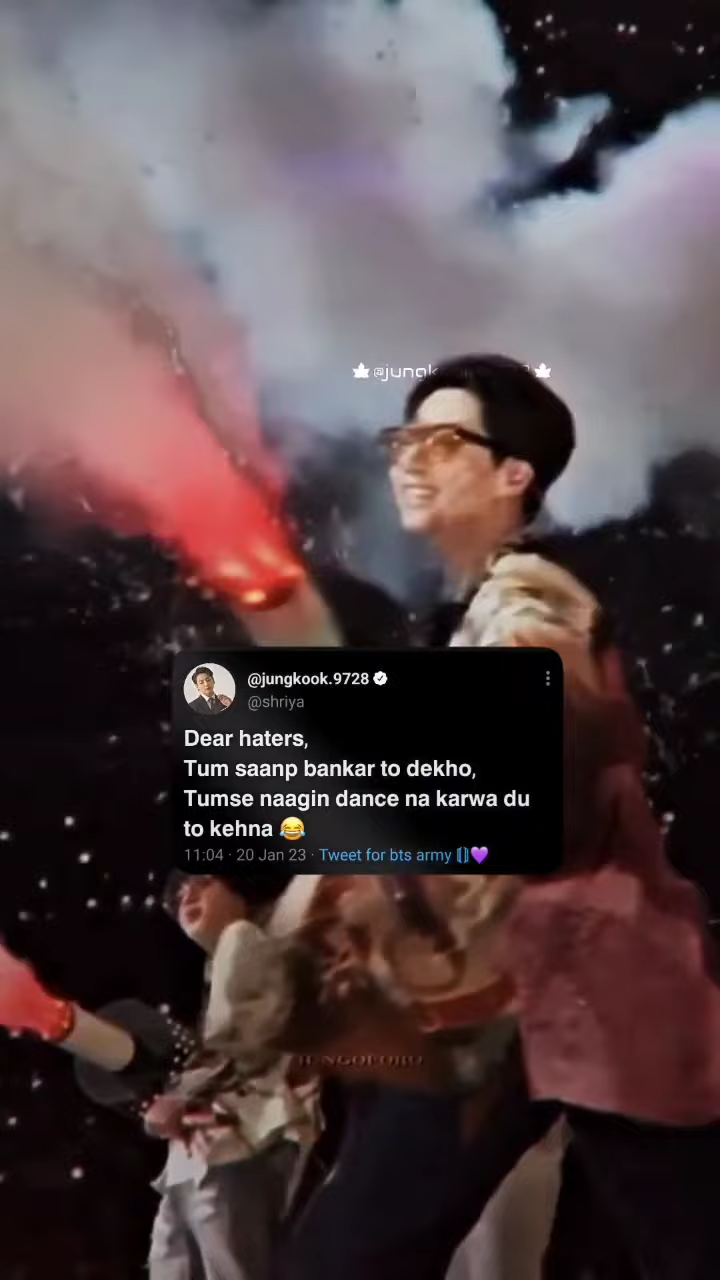 @jungk
@jungkook.9728
@shriya
Dear haters,
Tum saanp bankar to dekho,
Tumse naagin dance na karwa du
to kehna 😂
11:04 · 20 Jan 23 · Tweet for bts army 💜